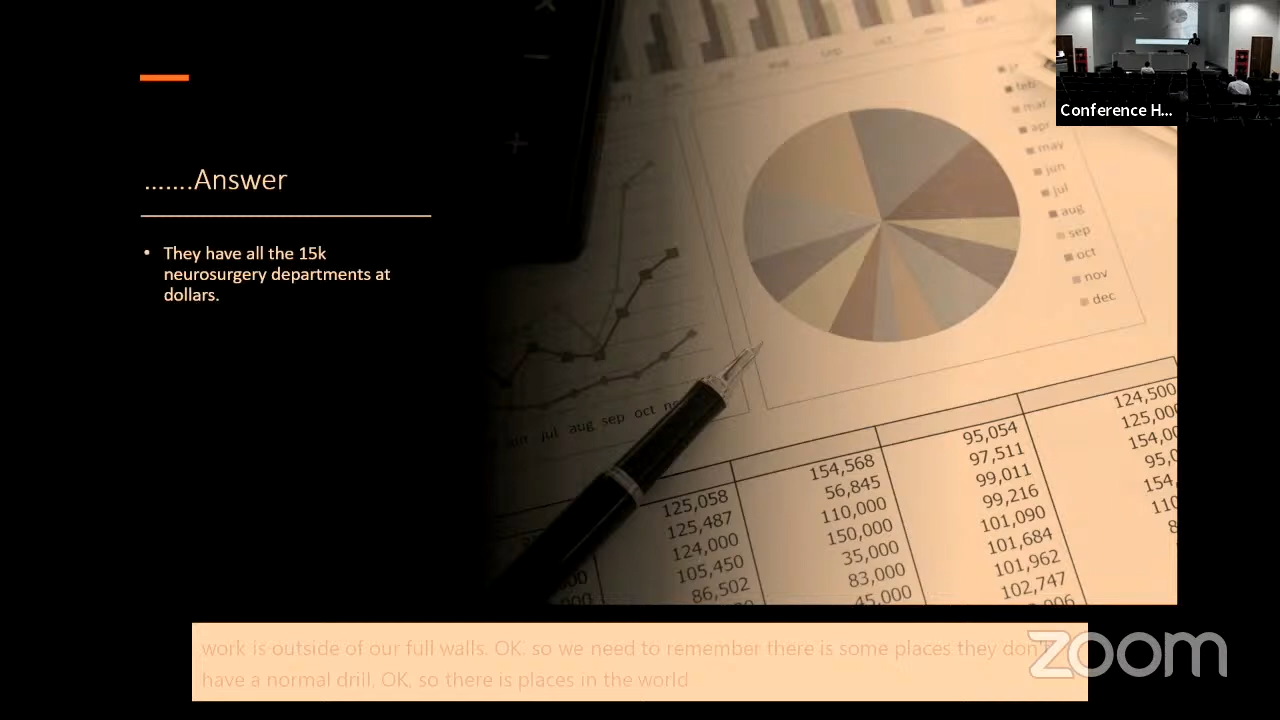 Conference H...
.......Answer
• They have all the 15k
neurosurgery departments at
dollars.
dec
nov
oct
sep
jr
feb
mar
apr
may
jun
jul
aug
sep
oct
nov
dec
jun jul aug sep oct
125,058
125,487
124,000
105,450
86,502
154,568
56,845
110,000
150,000
35,000
83,000
45,000
95,054
97,511
99,011
99,216
101,090
101,684
101,962
102,747
124,500
125,000
work is outside of our full walls. OK. so we need to remember there is some places they don't
have a normal drill. OK, so there is places in the world
zoom